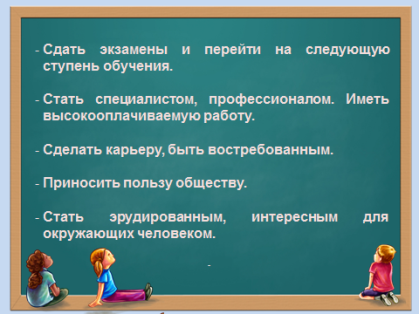 - Сдать экзамены и перейти на следующую
ступень обучения.
- Стать специалистом, профессионалом. Иметь
высокооплачиваемую работу.
- Сделать карьеру, быть востребованным.
- Приносить пользу обществу.
- Стать эрудированным, интересным для
окружающих человеком.
-